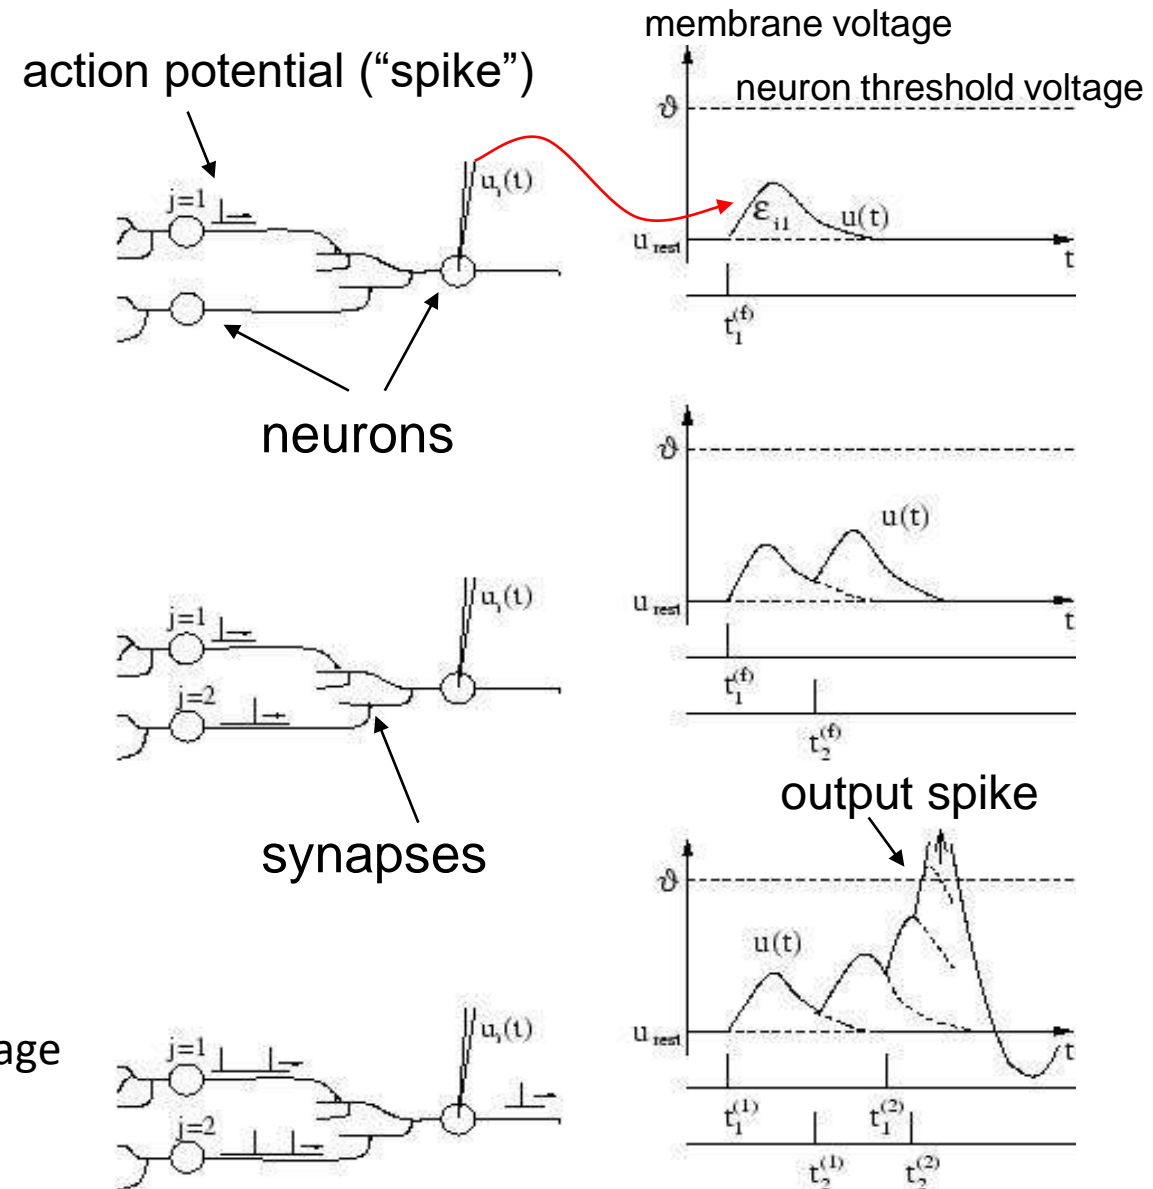 membrane voltage
action potential (“spike”)
neuron threshold voltage
ϑ
j=1
u_i(t)
ε_i1
u(t)
u_rest
t
t_1^(f)
neurons
ϑ
u(t)
j=1
u_i(t)
u_rest
t
j=2
t_1^(f)
t_2^(f)
output spike
synapses
ϑ
u(t)
j=1
u_i(t)
u_rest
t
age
j=2
t_1^(1)
t_1^(2)
t_2^(1)
t_2^(2)